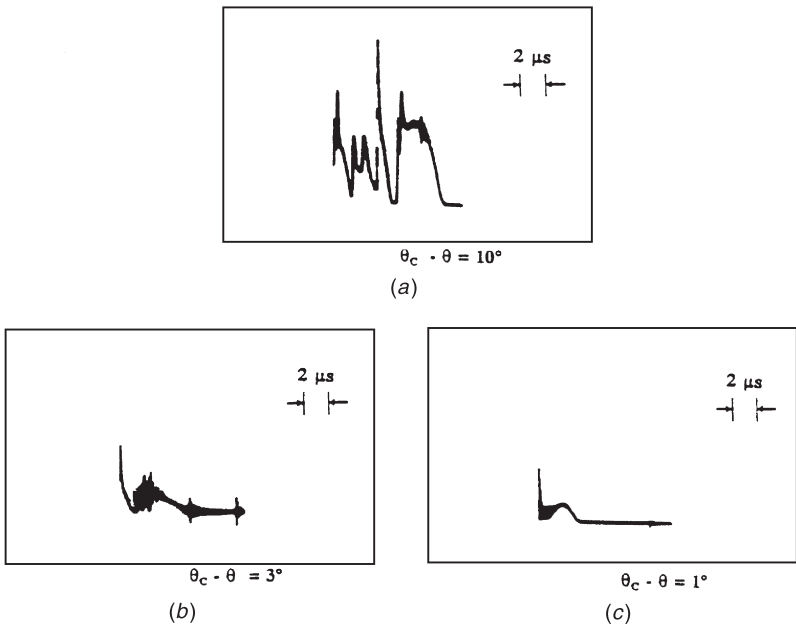 2 μs
θc - θ = 10°
(a)
2 μs
2 μs
θc - θ = 3°
θc - θ = 1°
(b)
(c)